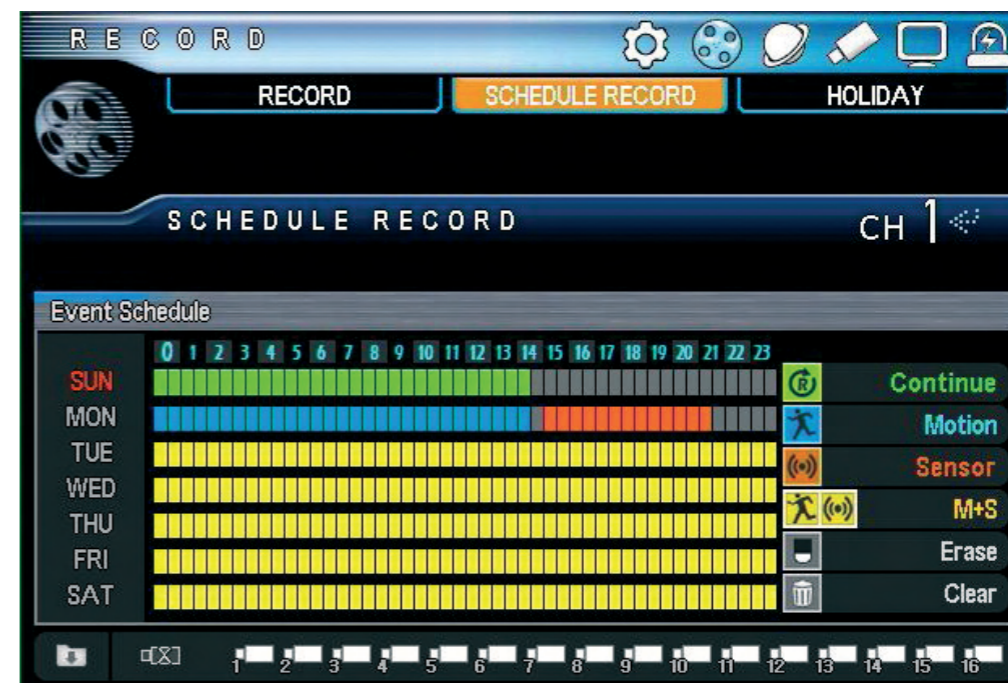 RECORD
RECORD SCHEDULE RECORD HOLIDAY
SCHEDULE RECORD CH 1
Event Schedule
0 1 2 3 4 5 6 7 8 9 10 11 12 13 14 15 16 17 18 19 20 21 22 23
SUN R Continue
MON Motion
TUE Sensor
WED M+S
THU Erase
FRI Clear
SAT
[X] 1 2 3 4 5 6 7 8 9 10 11 12 13 14 15 16